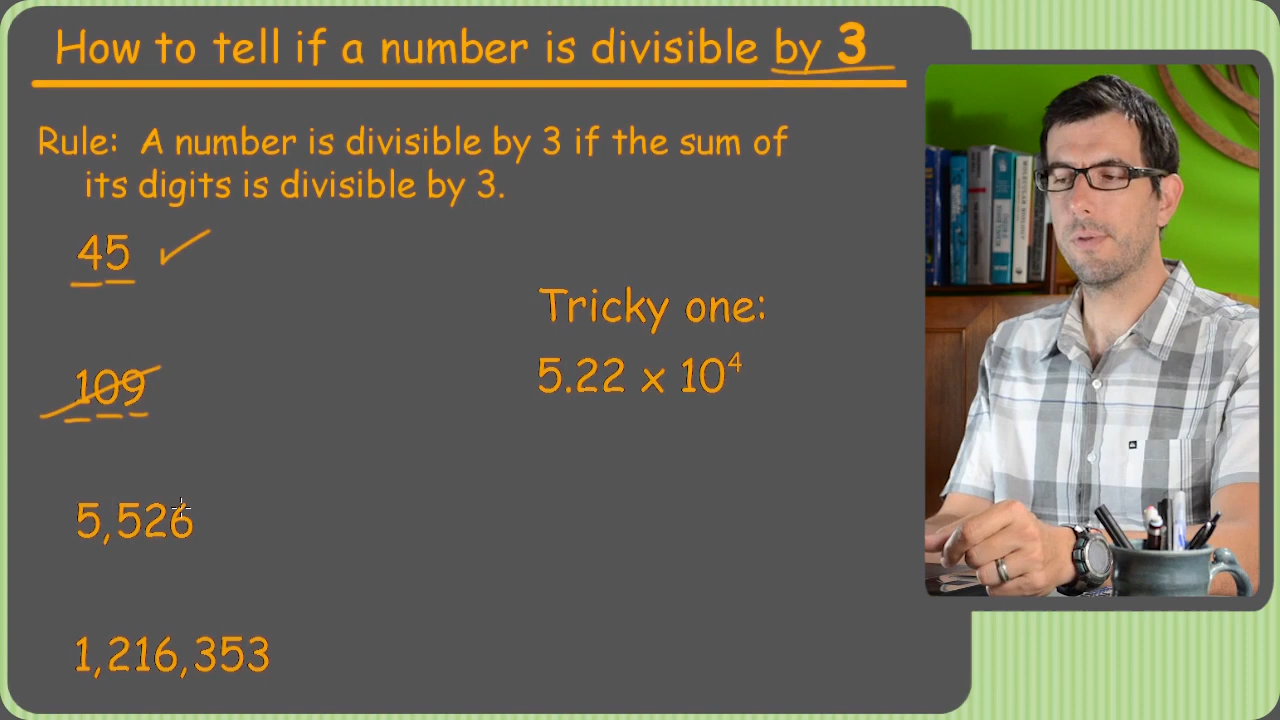 How to tell if a number is divisible by 3
Rule: A number is divisible by 3 if the sum of
its digits is divisible by 3.
45
109
5,526
1,216,353
Tricky one:
5.22 x 10⁴